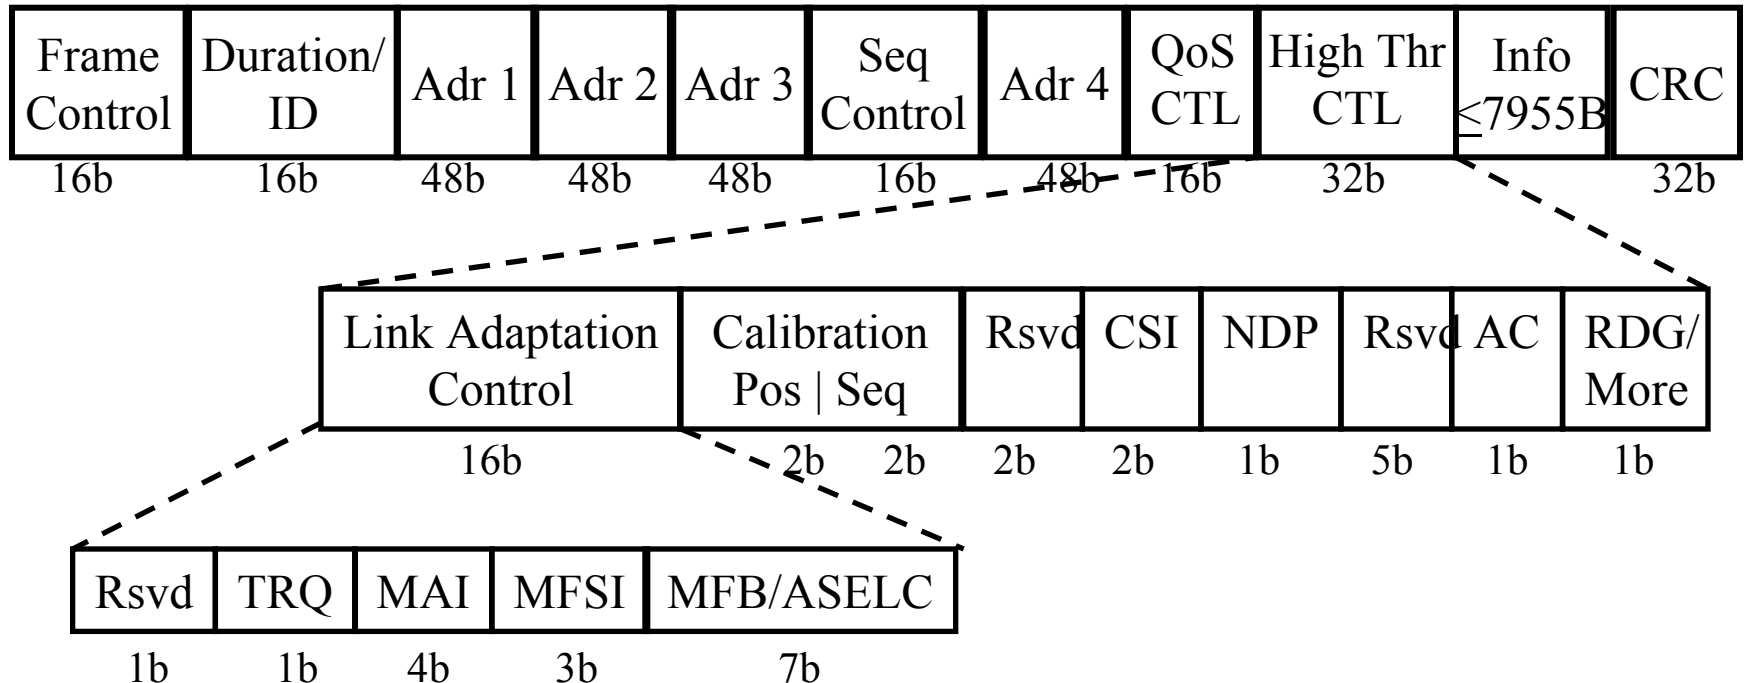 Frame Control
Duration/ ID
Adr 1
Adr 2
Adr 3
Seq Control
Adr 4
QoS CTL
High Thr CTL
Info ≤7955B
CRC
16b 16b 48b 48b 48b 16b 48b 16b 32b 32b
Link Adaptation Control
Calibration Pos | Seq
Rsvd
CSI
NDP
Rsvd
AC
RDG/ More
16b 2b 2b 2b 2b 1b 5b 1b 1b
Rsvd
TRQ
MAI
MFSI
MFB/ASELC
1b 1b 4b 3b 7b